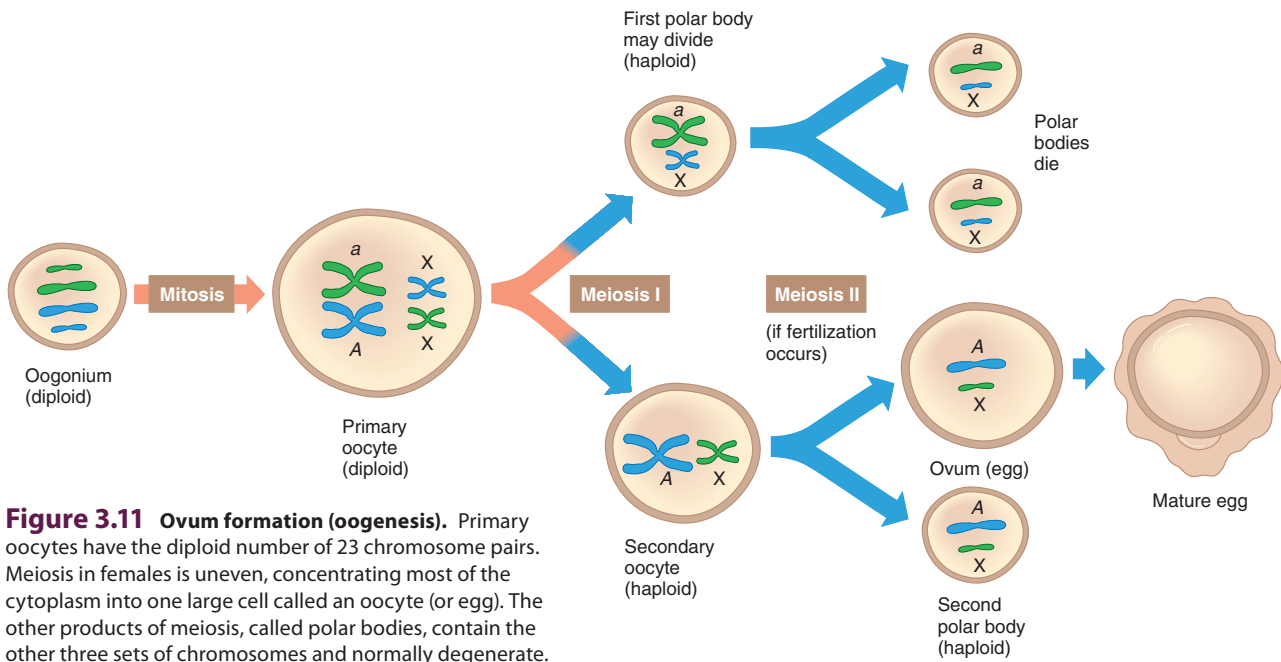 First polar body
may divide
(haploid)
a
X
a
X
Polar
bodies
die
a
X
Oogonium
(diploid)
Mitosis
a
X
A
X
Primary
oocyte
(diploid)
Meiosis I
Meiosis II
(if fertilization
occurs)
A
X
Secondary
oocyte
(haploid)
A
X
Ovum (egg)
Mature egg
A
X
Second
polar body
(haploid)
Figure 3.11 Ovum formation (oogenesis). Primary
oocytes have the diploid number of 23 chromosome pairs.
Meiosis in females is uneven, concentrating most of the
cytoplasm into one large cell called an oocyte (or egg). The
other products of meiosis, called polar bodies, contain the
other three sets of chromosomes and normally degenerate.